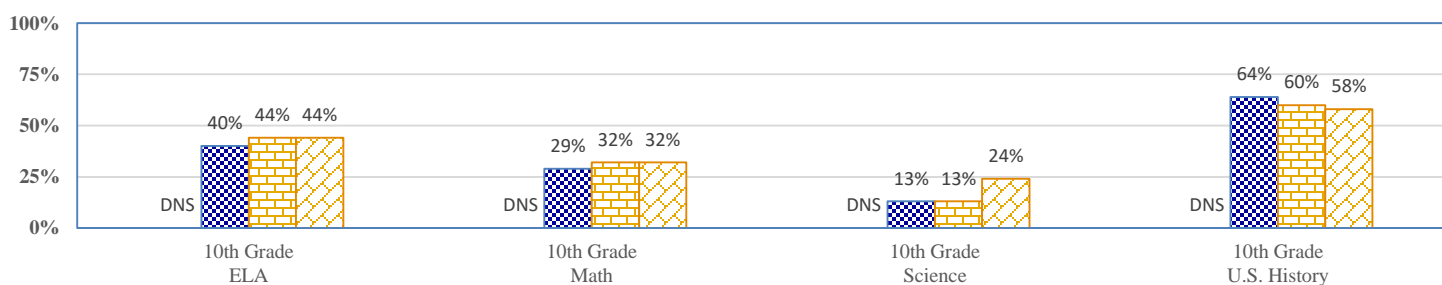 100%
75%
50%
25%
0%
DNS 40% 44% 44%
DNS 29% 32% 32%
DNS 13% 13% 24%
DNS 64% 60% 58%
10th Grade
ELA
10th Grade
Math
10th Grade
Science
10th Grade
U.S. History